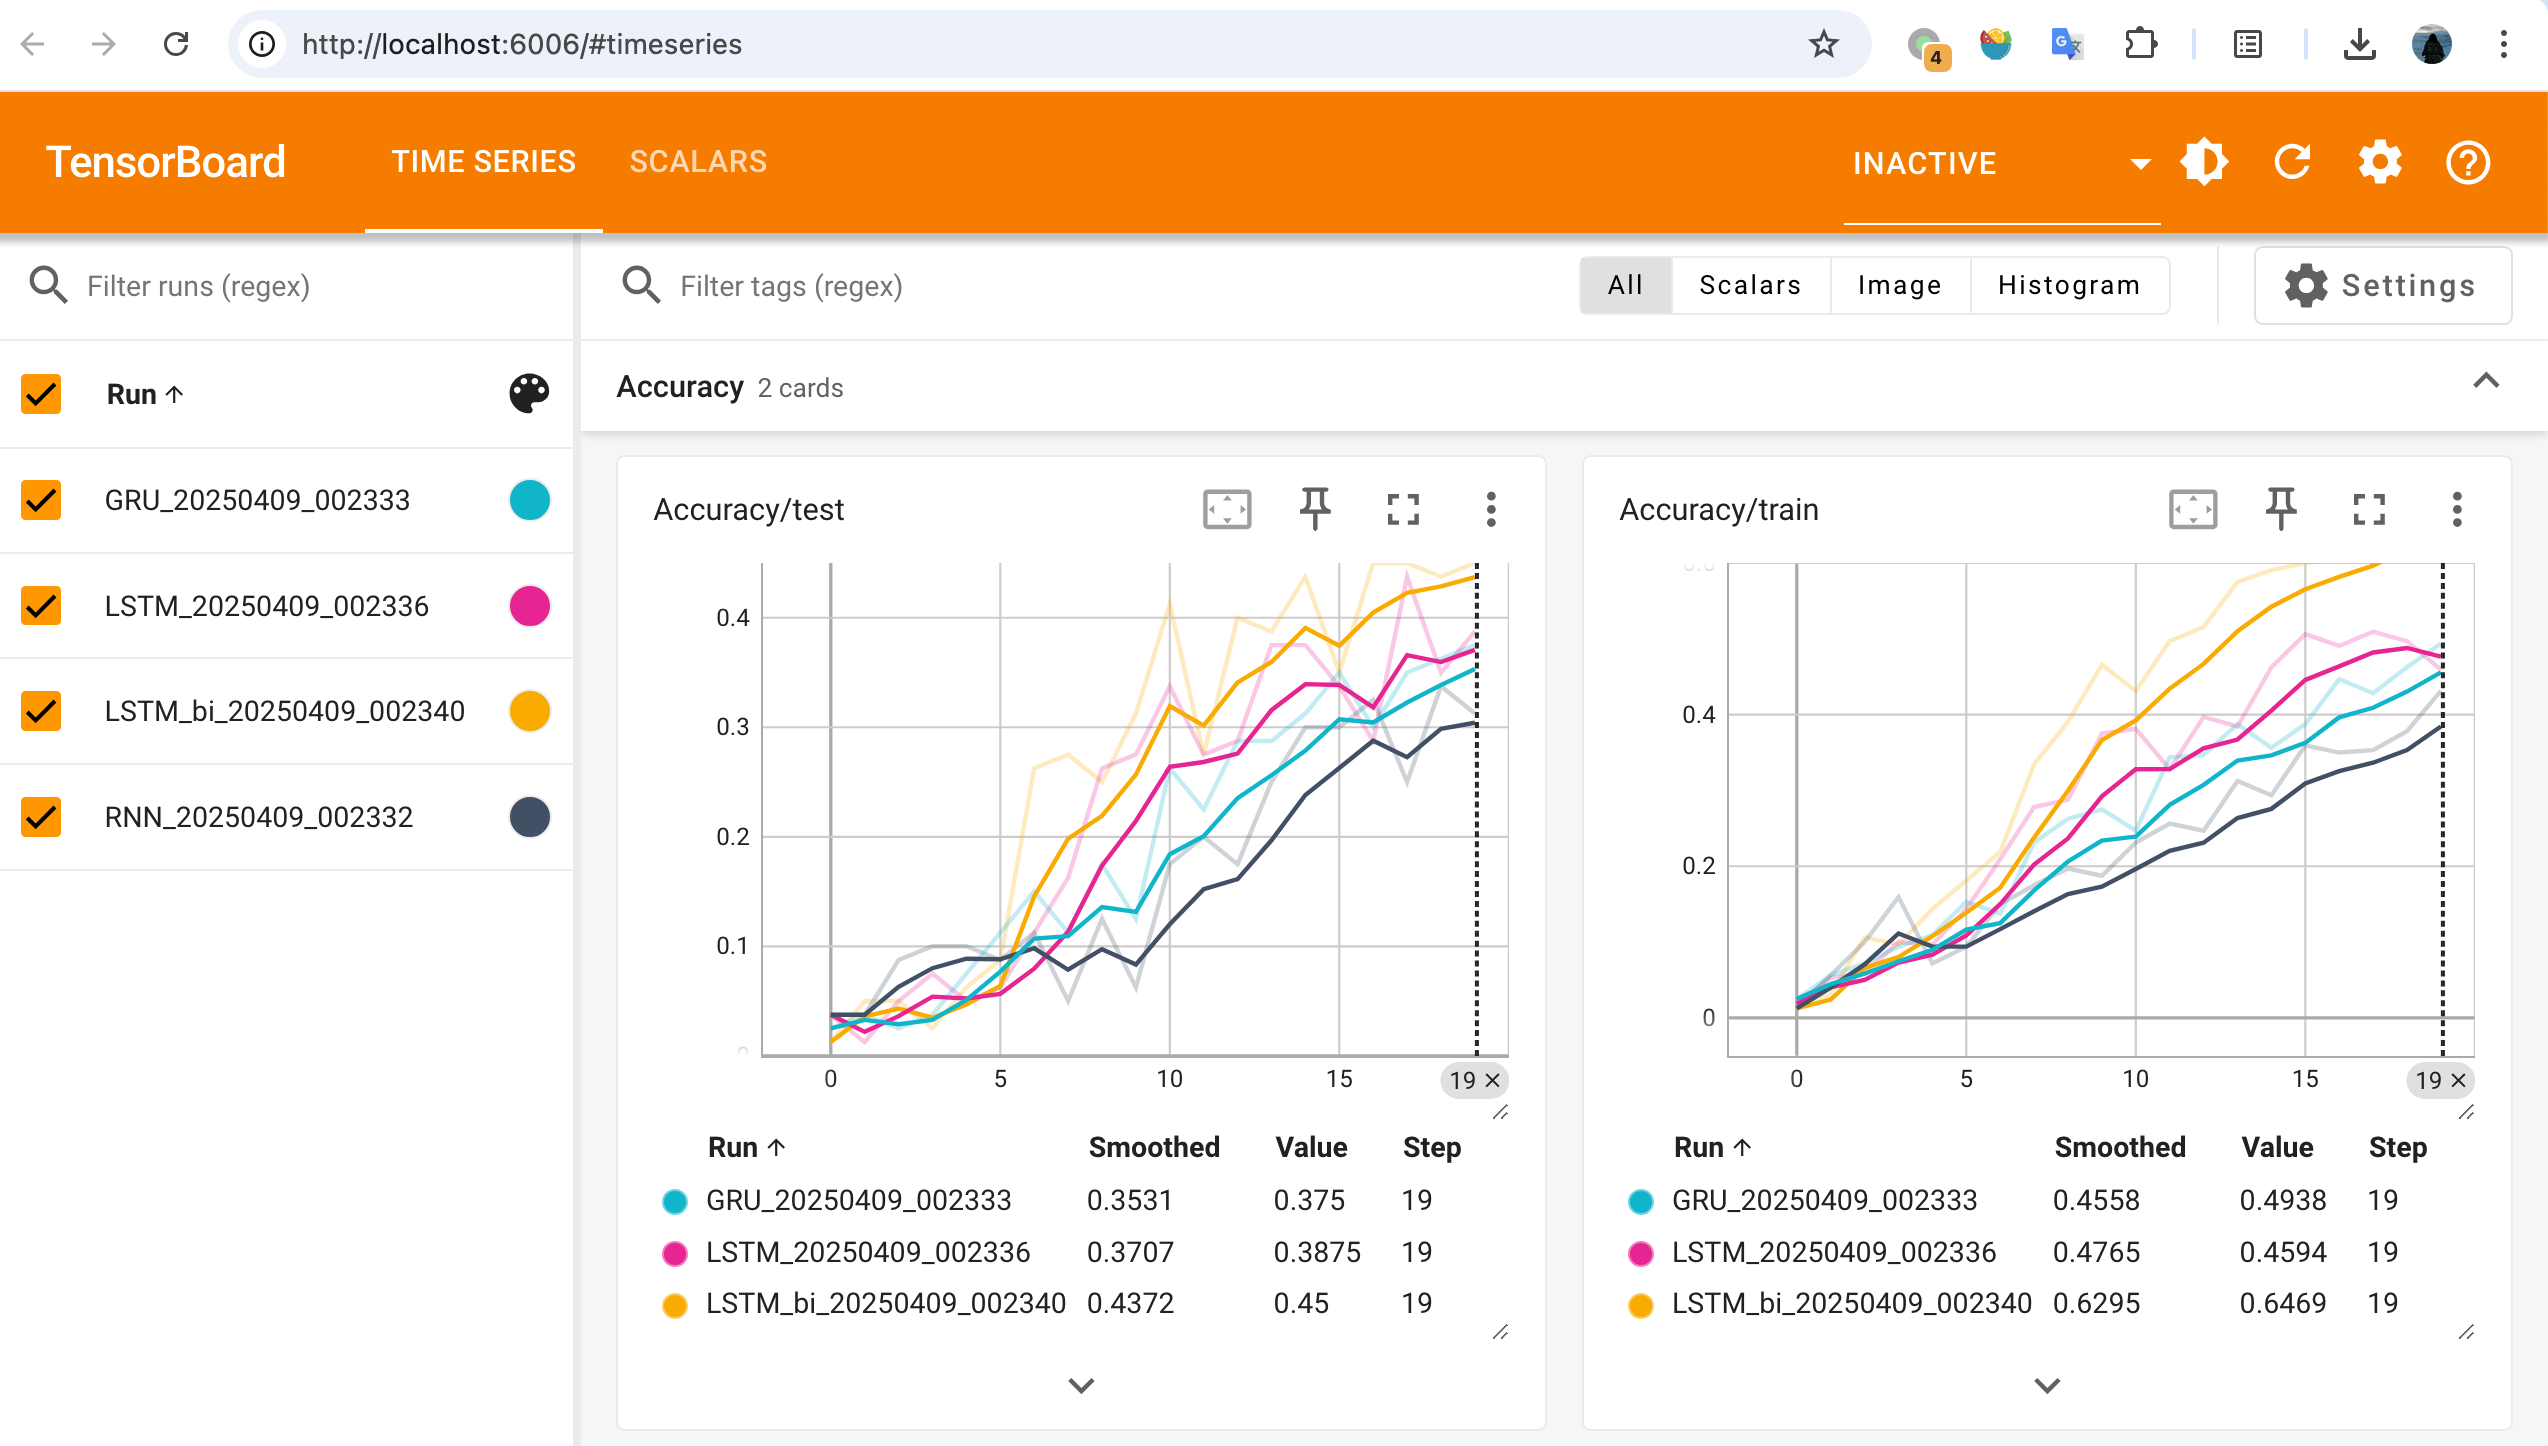 http://localhost:6006/#timeseries
4
TensorBoard
TIME SERIES
SCALARS
INACTIVE
Filter runs (regex)
Filter tags (regex)
All
Scalars
Image
Histogram
Settings
Run
GRU_20250409_002333
LSTM_20250409_002336
LSTM_bi_20250409_002340
RNN_20250409_002332
Accuracy 2 cards
Accuracy/test
0.4
0.3
0.2
0.1
0 5 10 15 19
Run Smoothed Value Step
GRU_20250409_002333 0.3531 0.375 19
LSTM_20250409_002336 0.3707 0.3875 19
LSTM_bi_20250409_002340 0.4372 0.45 19
Accuracy/train
0.4
0.2
0
0 5 10 15 19
Run Smoothed Value Step
GRU_20250409_002333 0.4558 0.4938 19
LSTM_20250409_002336 0.4765 0.4594 19
LSTM_bi_20250409_002340 0.6295 0.6469 19